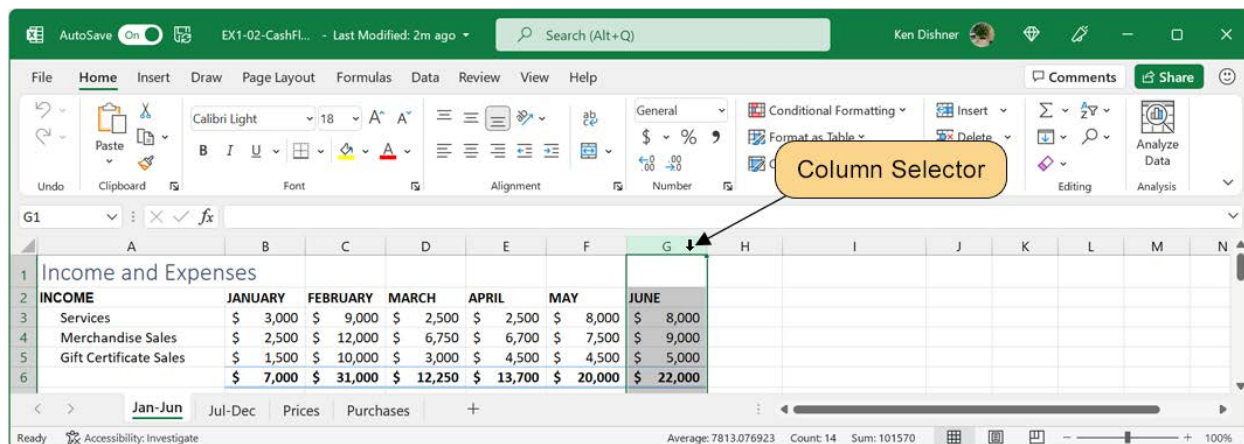 AutoSave On EX1-02-CashFl... - Last Modified: 2m ago Search (Alt+Q) Ken Dishner
File Home Insert Draw Page Layout Formulas Data Review View Help Comments Share
Calibri Light 18 A A ab General Conditional Formatting Insert Σ
Paste B I U A $ % 9 Format as Table Delete Analyze Data
Column Selector
Undo Clipboard Font Alignment Number Editing Analysis
G1 fx
A B C D E F G H I J K L M N
1 Income and Expenses
2 INCOME JANUARY FEBRUARY MARCH APRIL MAY JUNE
3 Services $ 3,000 $ 9,000 $ 2,500 $ 2,500 $ 8,000 $ 8,000
4 Merchandise Sales $ 2,500 $ 12,000 $ 6,750 $ 6,700 $ 7,500 $ 9,000
5 Gift Certificate Sales $ 1,500 $ 10,000 $ 3,000 $ 4,500 $ 4,500 $ 5,000
6 $ 7,000 $ 31,000 $ 12,250 $ 13,700 $ 20,000 $ 22,000
Jan-Jun Jul-Dec Prices Purchases +
Ready Accessibility: Investigate Average: 7813.076923 Count: 14 Sum: 101570 100%